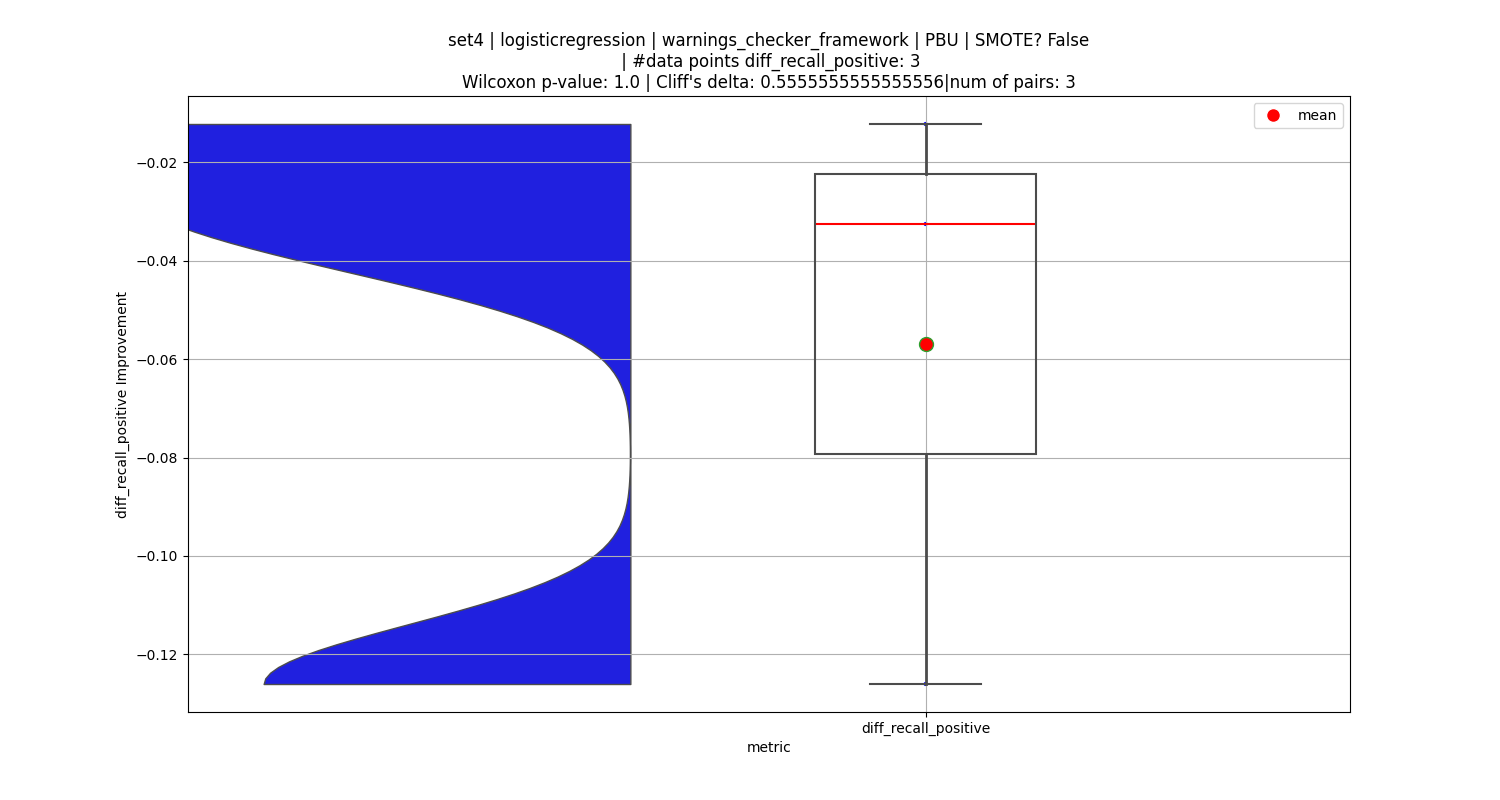 set4 | logisticregression | warnings_checker_framework | PBU | SMOTE? False
| #data points diff_recall_positive: 3
Wilcoxon p-value: 1.0 | Cliff's delta: 0.5555555555555556|num of pairs: 3
mean
−0.02
−0.04
−0.06
−0.08
−0.10
−0.12
diff_recall_positive Improvement
diff_recall_positive
metric